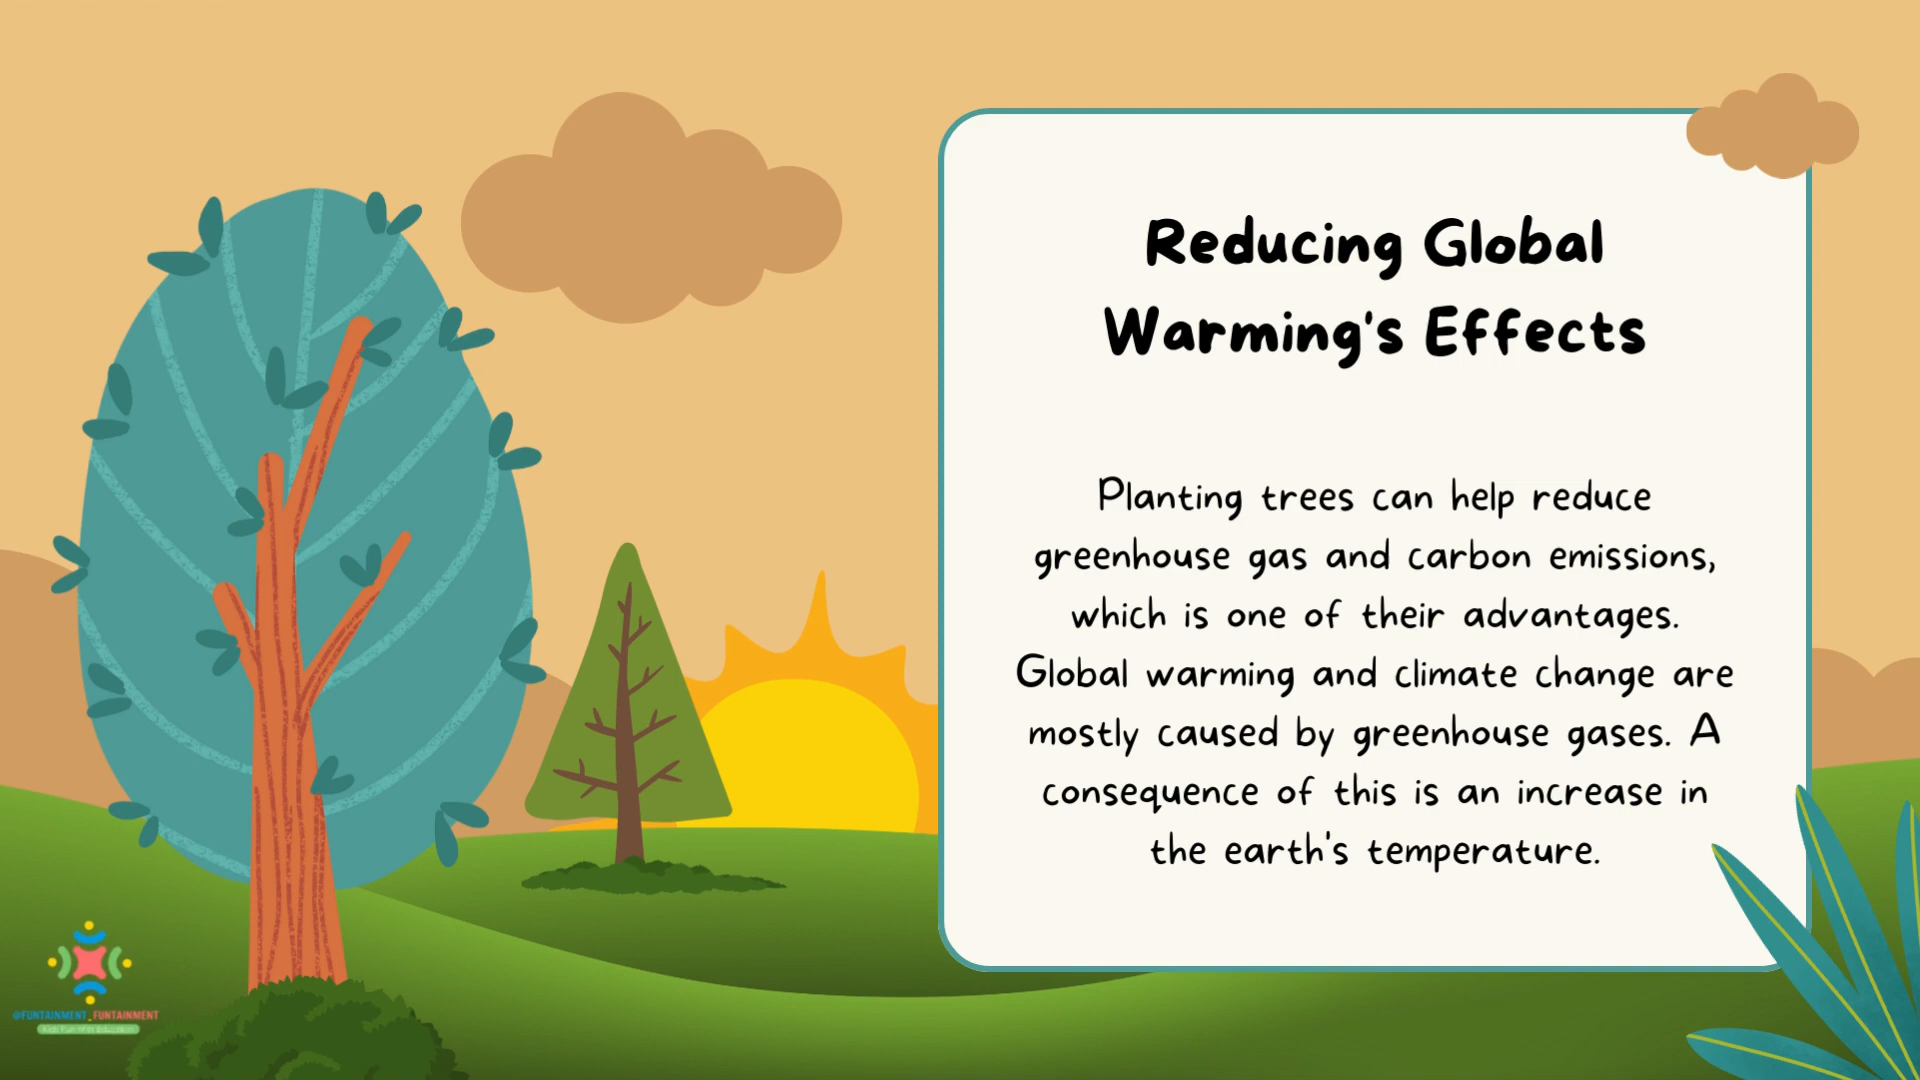 Reducing Global
Warming's Effects
Planting trees can help reduce
greenhouse gas and carbon emissions,
which is one of their advantages.
Global warming and climate change are
mostly caused by greenhouse gases. A
consequence of this is an increase in
the earth's temperature.
@FUNTAINMENT_FUNTAINMENT